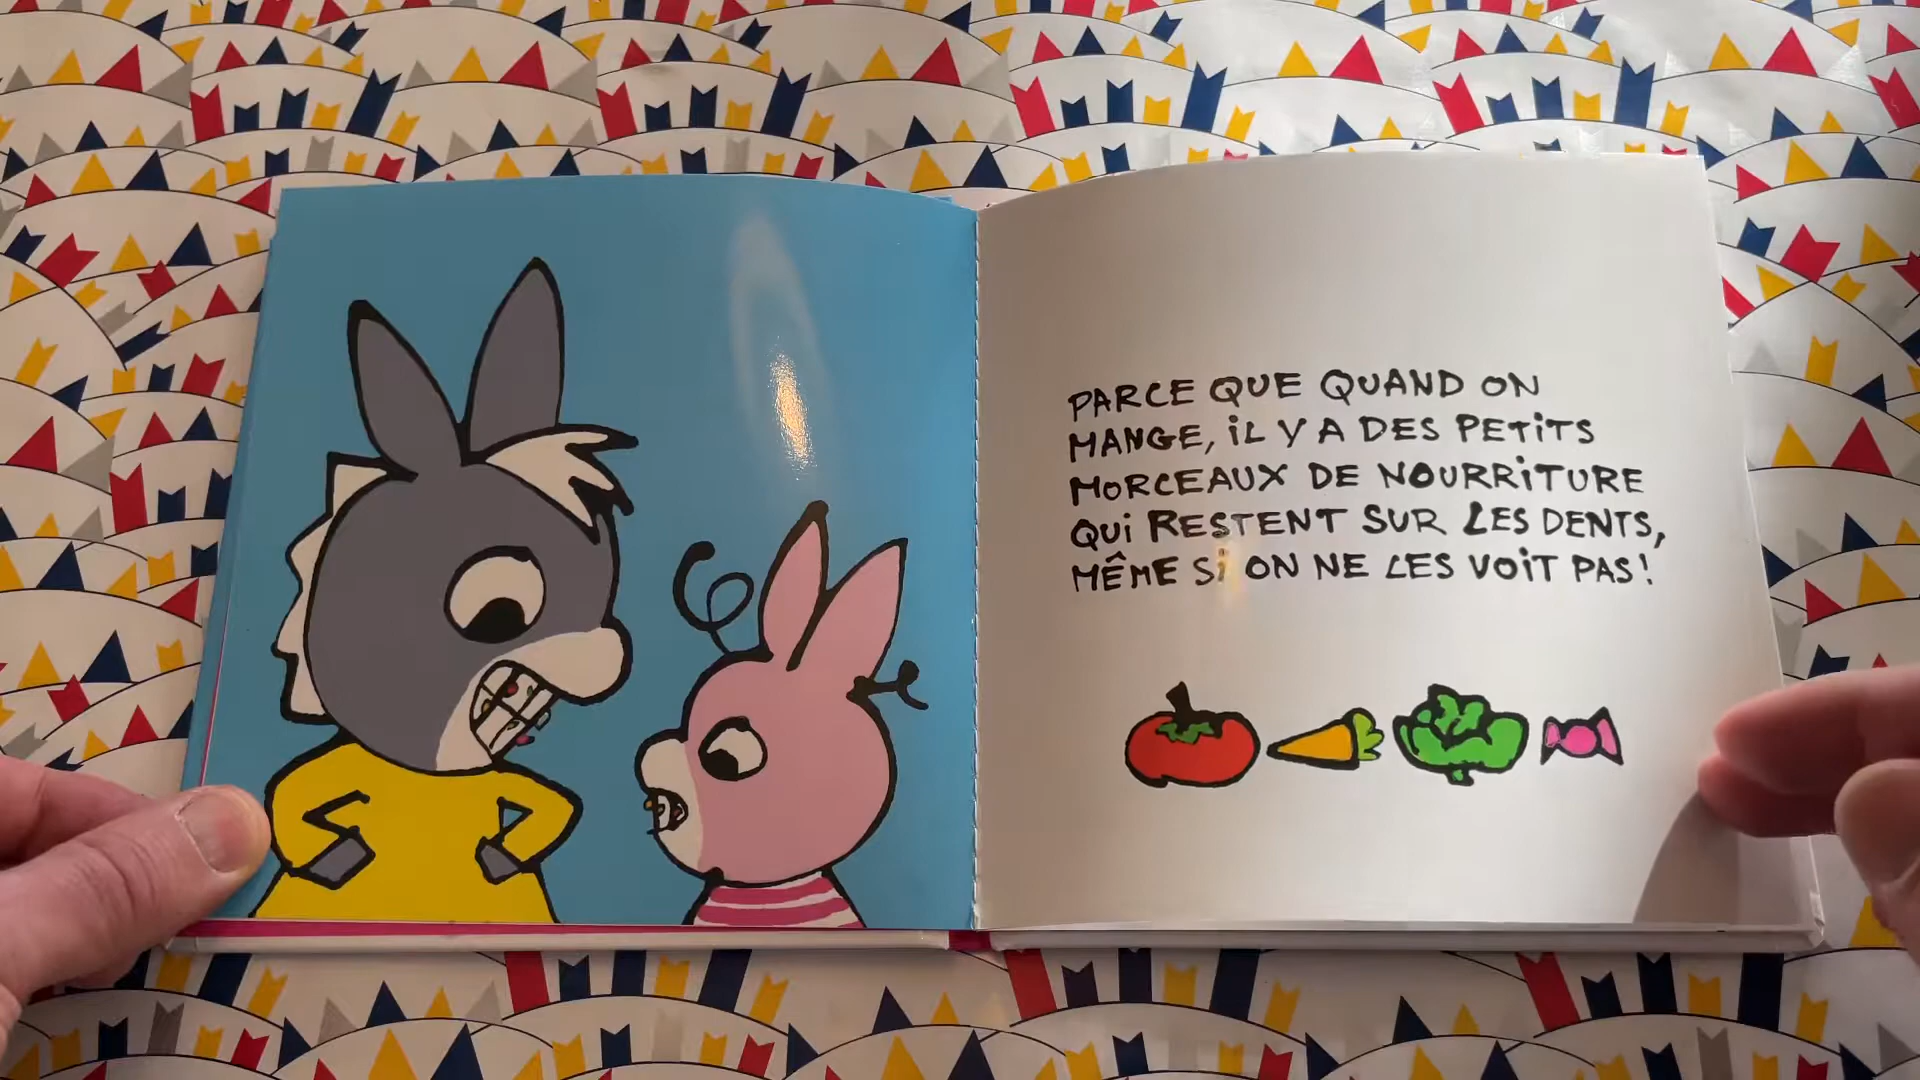 PARCE QUE QUAND ON
MANGE, iL Y A DES PETiTS
MORCEAUX DE NOURRiTURE
QUi RESTENT SUR LES DENTS,
MÊME Si ON NE LES VOiT PAS!